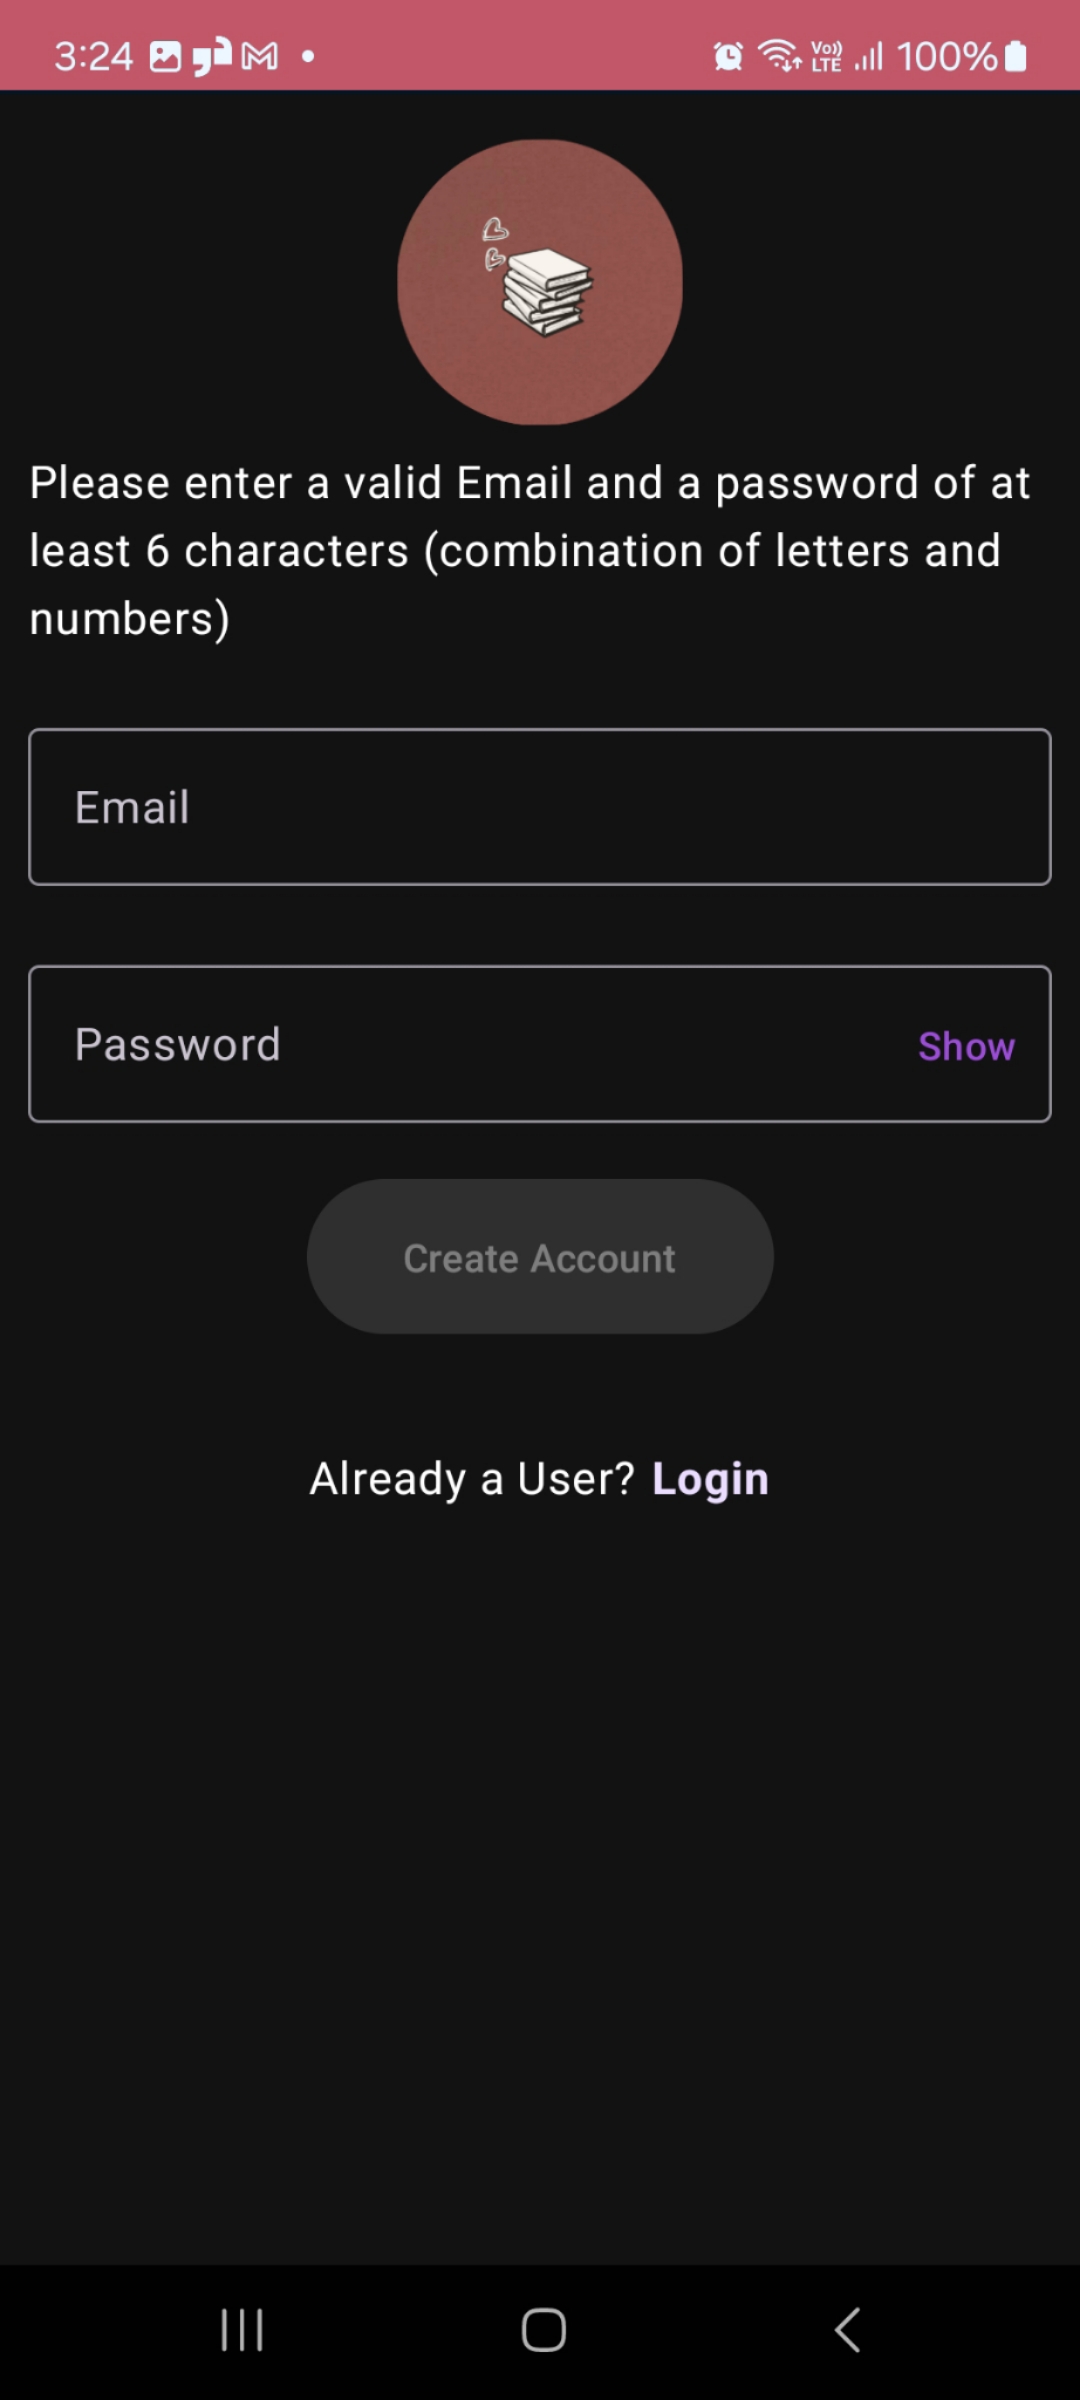 3:24 Vo)) LTE 100%
Please enter a valid Email and a password of at
least 6 characters (combination of letters and
numbers)
Email
Password Show
Create Account
Already a User? Login